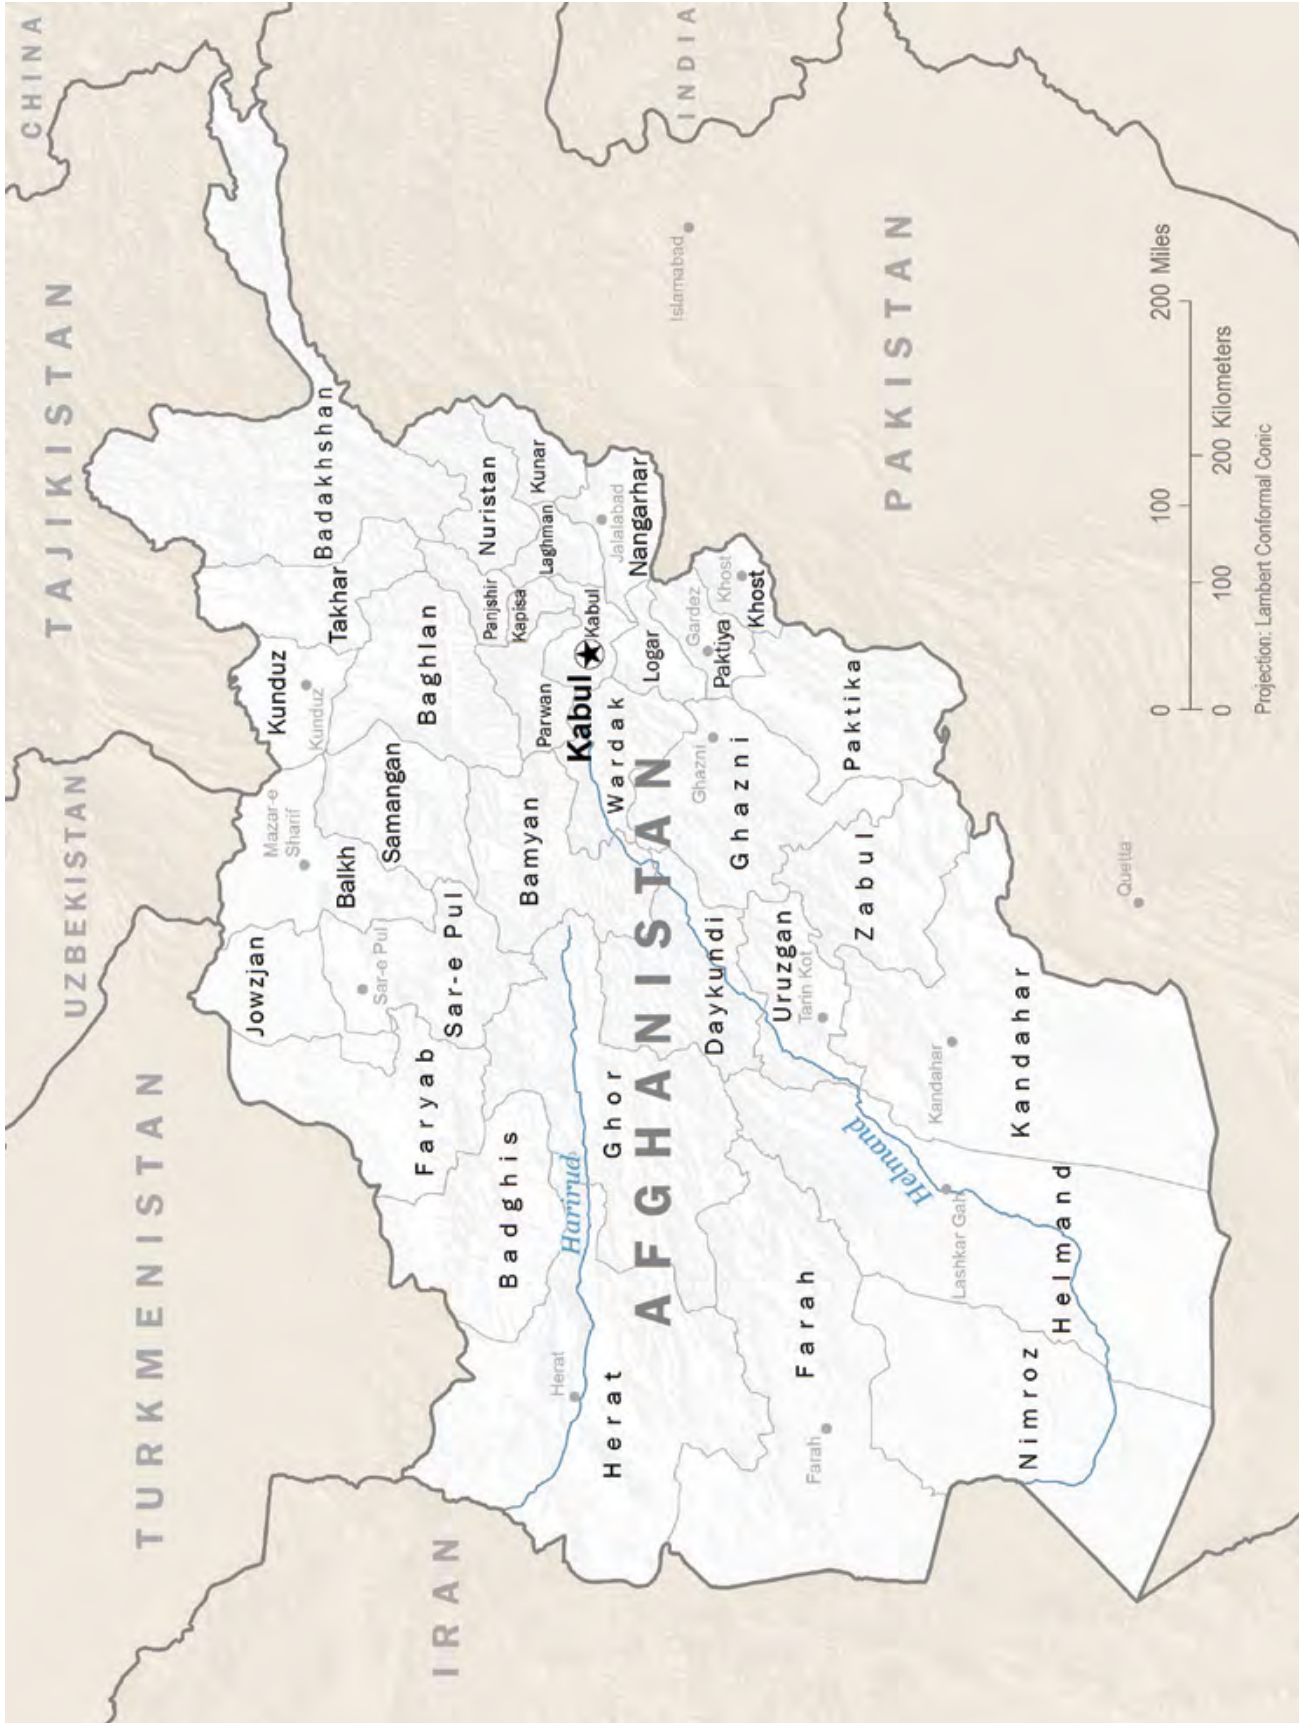 CHINA
TAJIKISTAN
UZBEKISTAN
TURKMENISTAN
IRAN
INDIA
PAKISTAN
Islamabad
Quetta
AFGHANISTAN
Badakhshan
Takhar
Kunduz
Kunduz
Mazar-e
Sharif
Balkh
Jowzjan
Sar-e Pul
Sar-e Pul
Samangan
Baghlan
Faryab
Badghis
Nuristan
Kunar
Laghman
Panjshir
Kapisa
Parwan
Bamyan
Kabul
Kabul
Jalalabad
Nangarhar
Logar
Wardak
Gardez
Khost
Khost
Paktiya
Paktika
Ghazni
Ghazni
Zabul
Uruzgan
Tarin Kot
Daykundi
Ghor
Harirud
Herat
Herat
Farah
Farah
Helmand
Lashkar Gah
Helmand
Nimroz
Kandahar
Kandahar
0 100 200 Miles
0 100 200 Kilometers
Projection: Lambert Conformal Conic